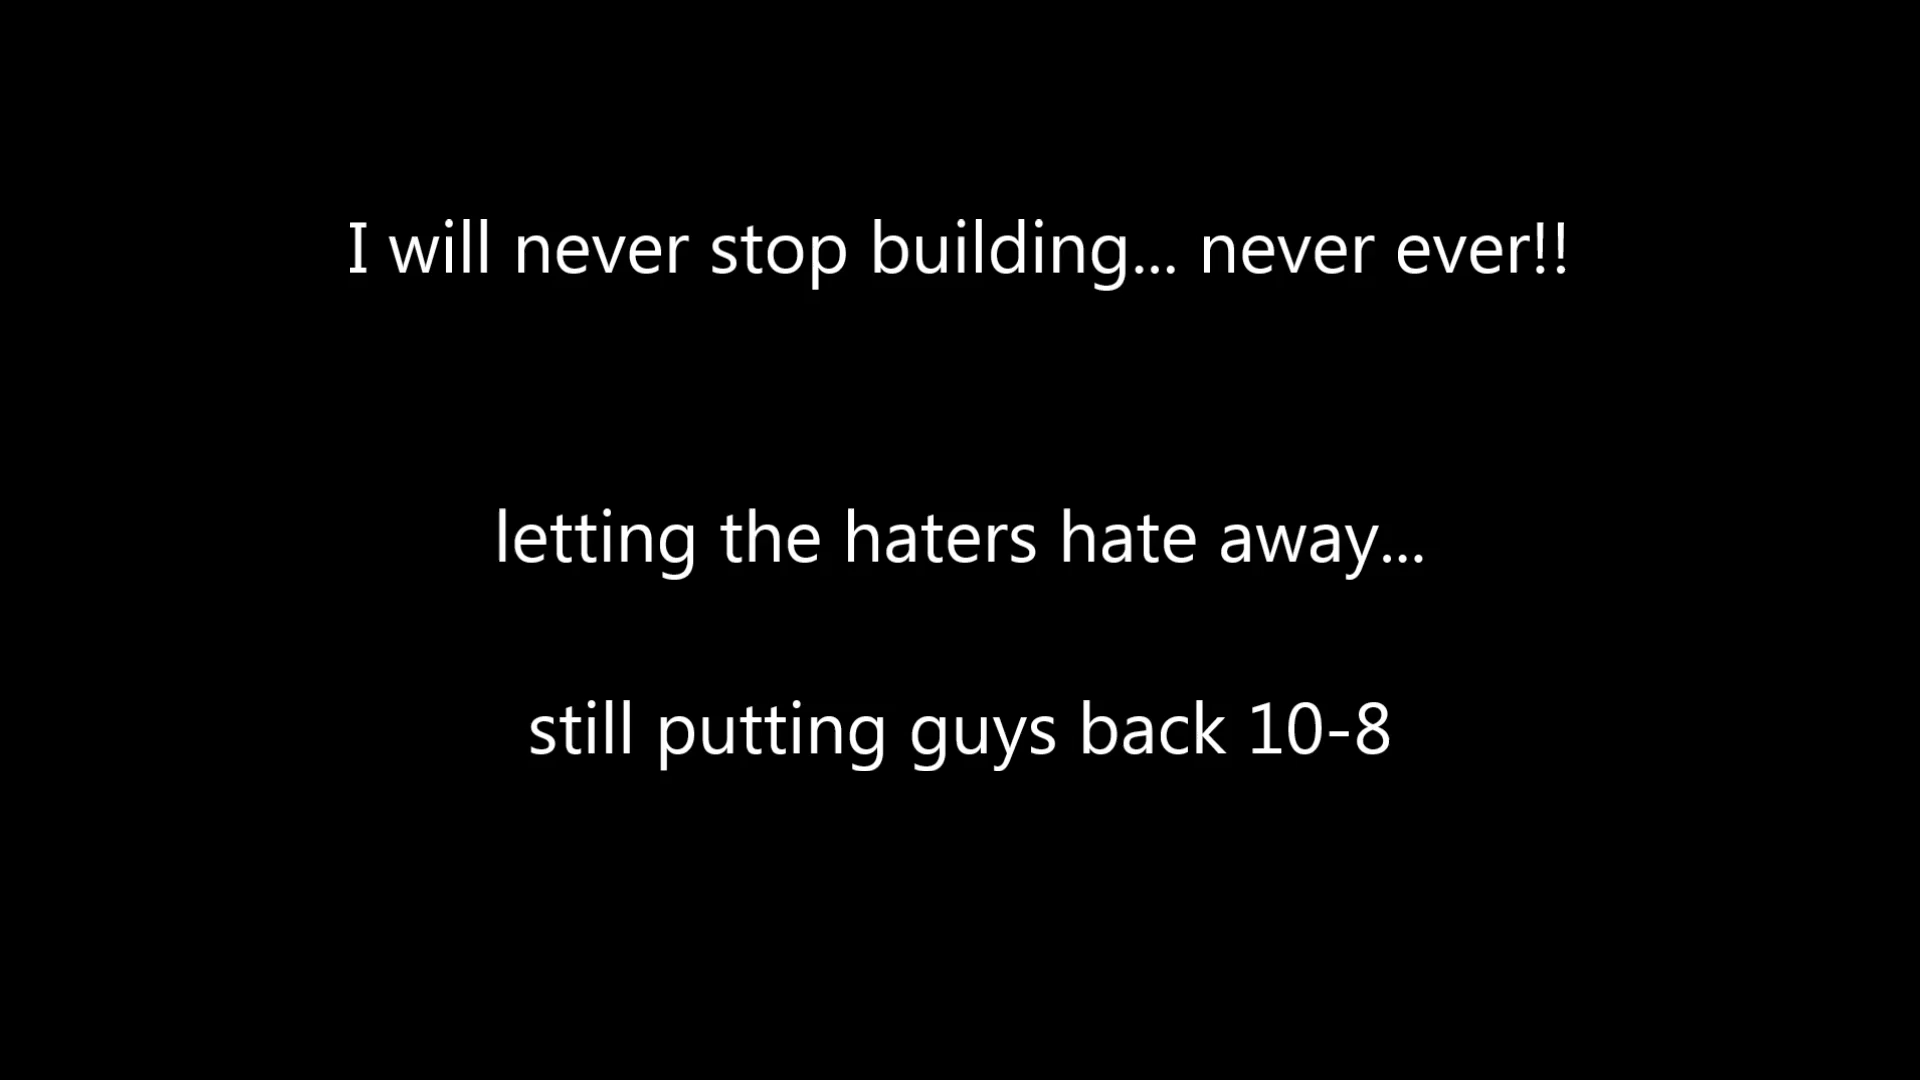 I will never stop building... never ever!!
letting the haters hate away...
still putting guys back 10-8